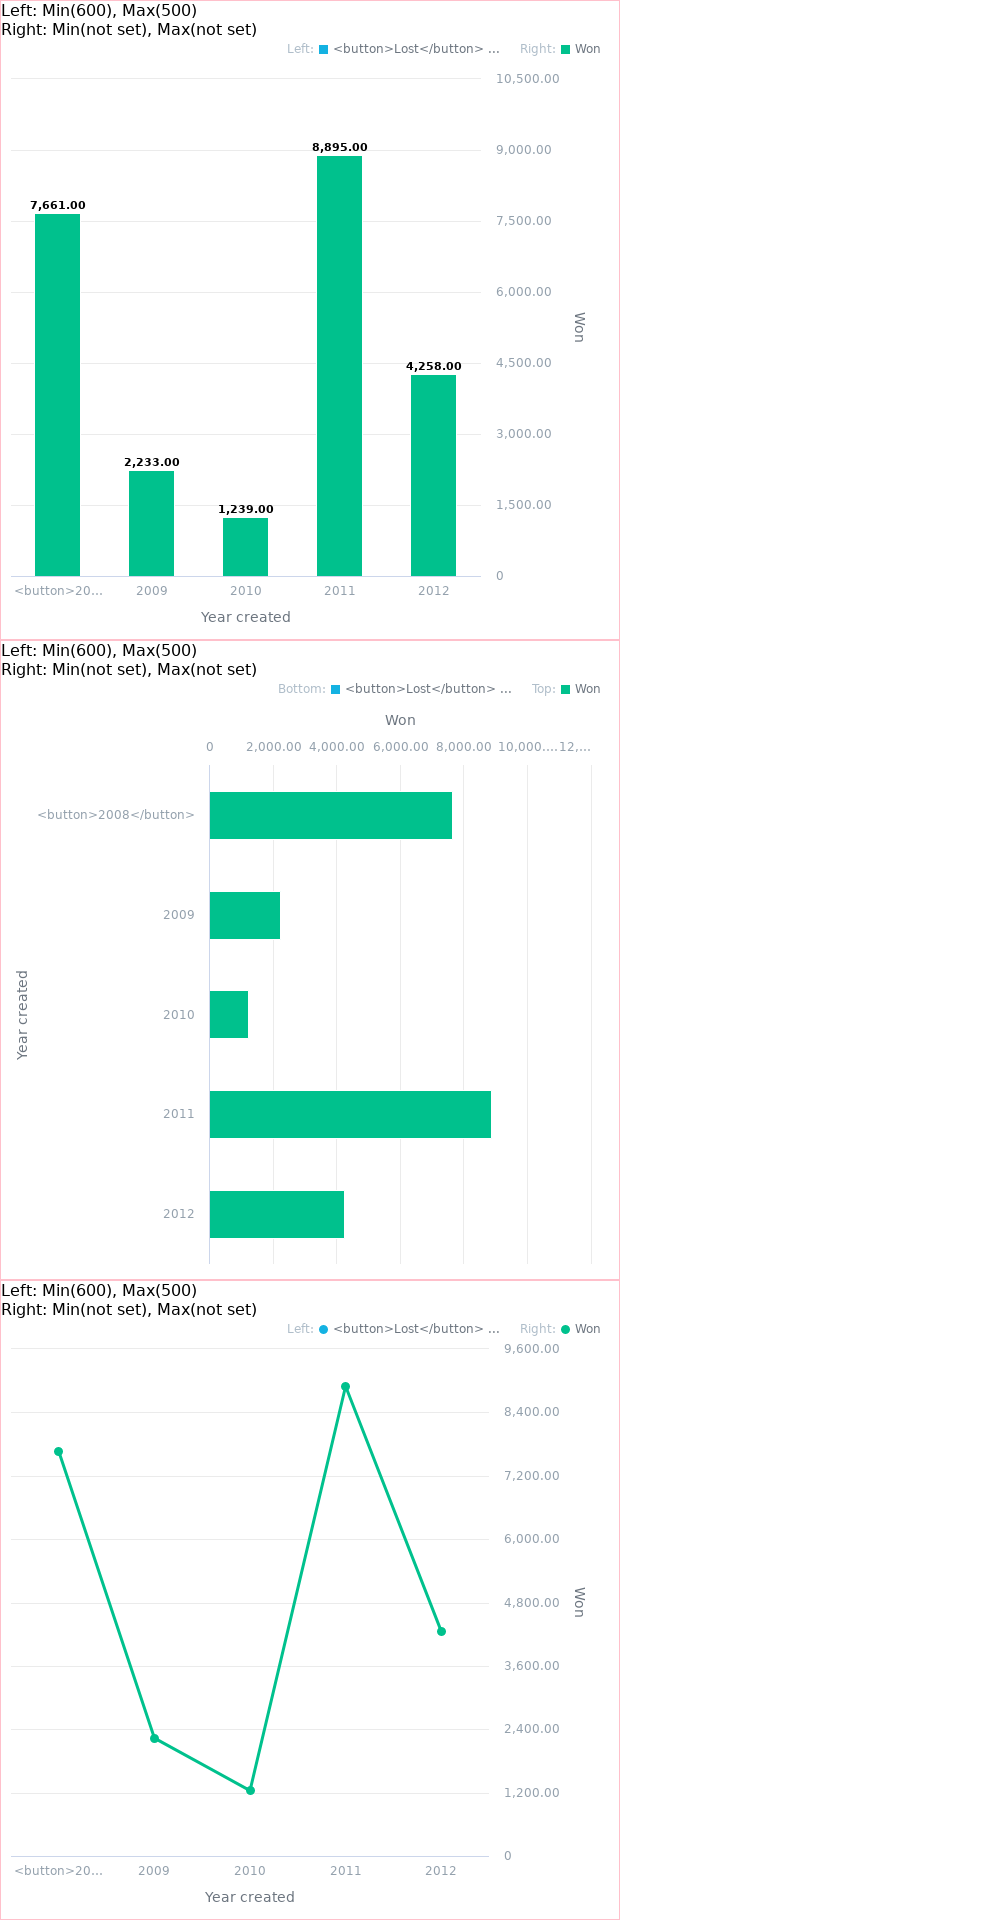 Left: Min(600), Max(500)
Right: Min(not set), Max(not set)
Left: <button>Lost</button> ... Right: Won
10,500.00
9,000.00
8,895.00
7,661.00
7,500.00
6,000.00
Won
4,500.00
4,258.00
3,000.00
2,233.00
1,239.00
1,500.00
0
<button>20... 2009 2010 2011 2012
Year created
Left: Min(600), Max(500)
Right: Min(not set), Max(not set)
Bottom: <button>Lost</button> ... Top: Won
Won
0 2,000.00 4,000.00 6,000.00 8,000.00 10,000.... 12,...
<button>2008</button>
2009
Year created
2010
2011
2012
Left: Min(600), Max(500)
Right: Min(not set), Max(not set)
Left: <button>Lost</button> ... Right: Won
9,600.00
8,400.00
7,200.00
6,000.00
Won
4,800.00
3,600.00
2,400.00
1,200.00
0
<button>20... 2009 2010 2011 2012
Year created